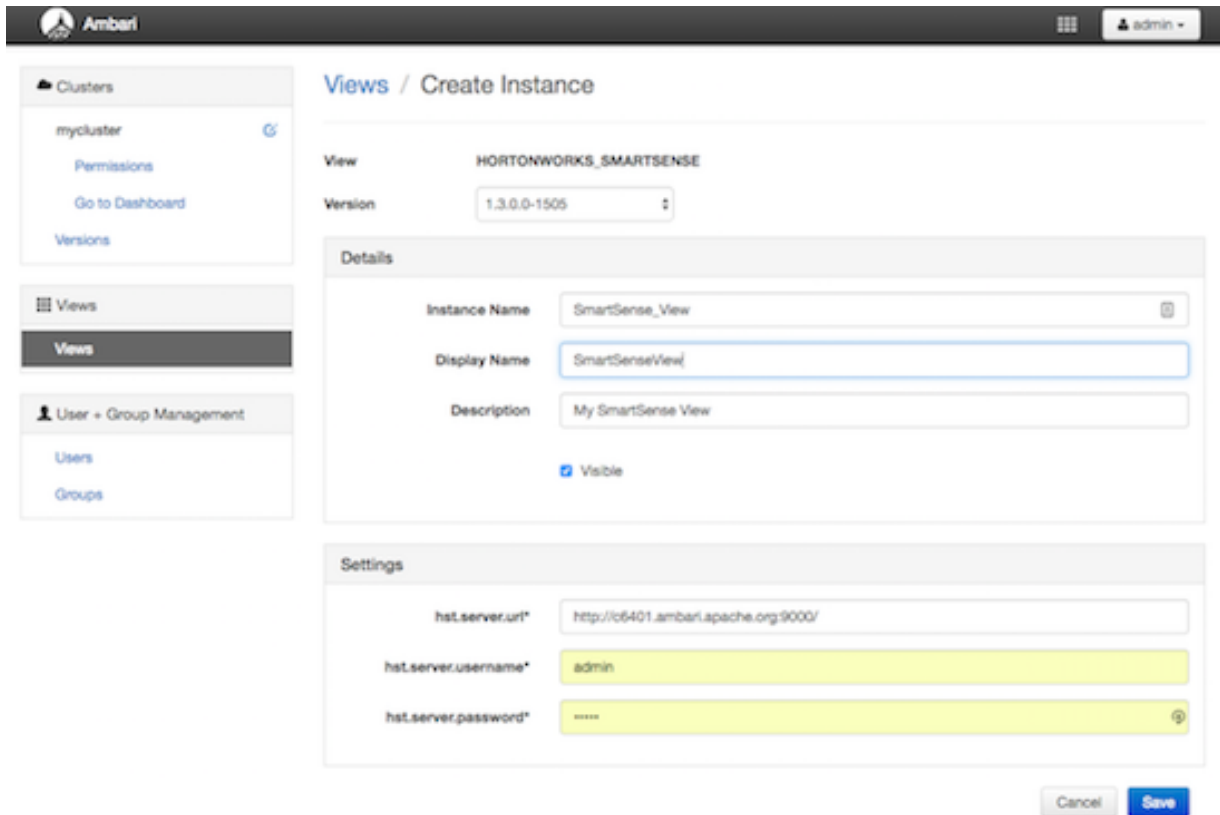 Ambari
admin
Clusters
mycluster
Permissions
Go to Dashboard
Versions
Views
Views
User + Group Management
Users
Groups
Views / Create Instance
View HORTONWORKS_SMARTSENSE
Version 1.3.0.0-1505
Details
Instance Name SmartSense_View
Display Name SmartSenseView
Description My SmartSense View
Visible
Settings
hst.server.url* http://c6401.ambari.apache.org:9000/
hst.server.username* admin
hst.server.password* •••••
Cancel Save